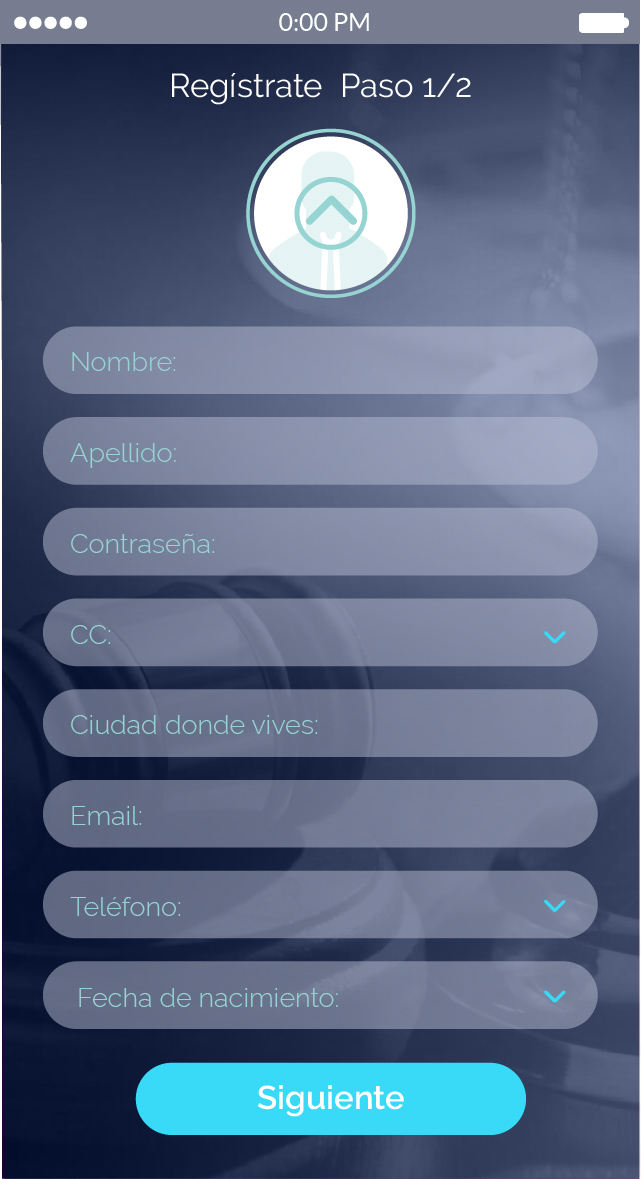 0:00 PM
Regístrate Paso 1/2
Nombre:
Apellido:
Contraseña:
CC:
Ciudad donde vives:
Email:
Teléfono:
Fecha de nacimiento:
Siguiente